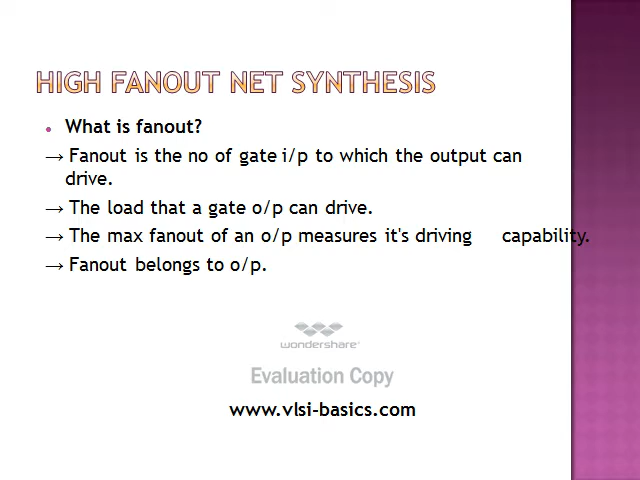 HIGH FANOUT NET SYNTHESIS
• What is fanout?
→ Fanout is the no of gate i/p to which the output can
drive.
→ The load that a gate o/p can drive.
→ The max fanout of an o/p measures it's driving capability.
→ Fanout belongs to o/p.
wondershare
Evaluation Copy
www.vlsi-basics.com